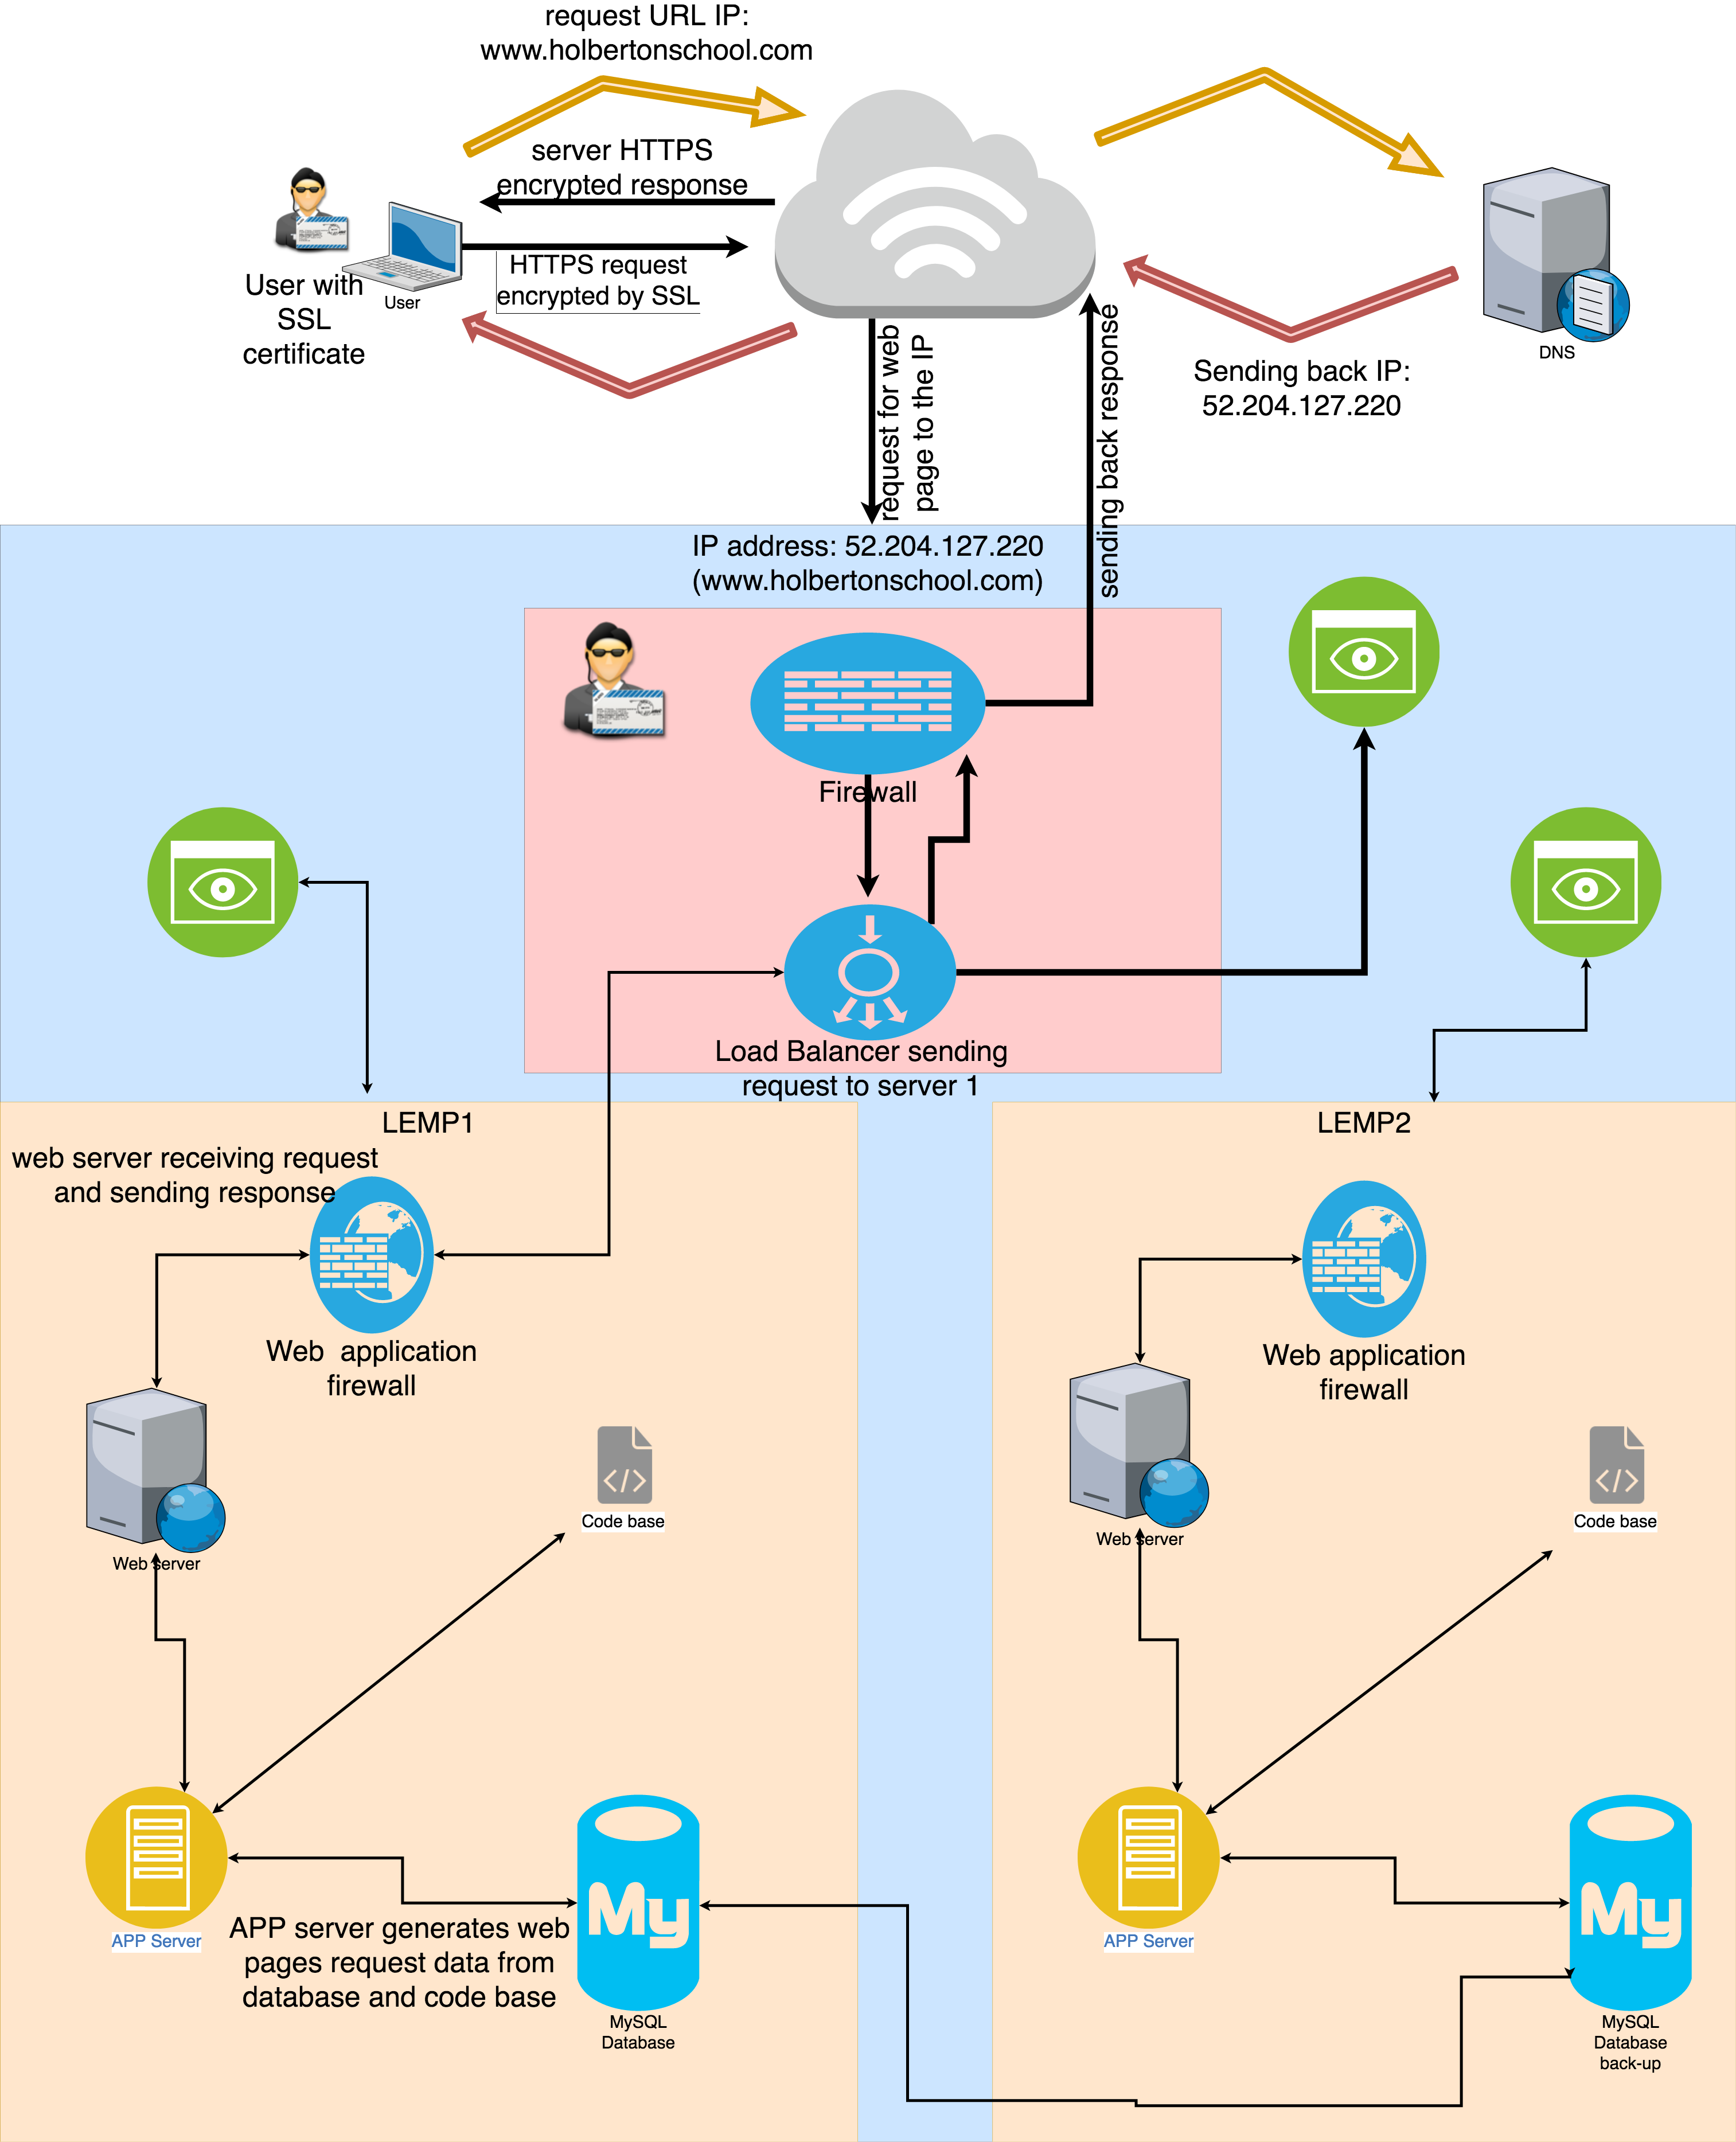 request URL IP:
www.holbertonschool.com
server HTTPS
encrypted response
HTTPS request
encrypted by SSL
User with
SSL
certificate
User
DNS
Sending back IP:
52.204.127.220
request for web
page to the IP
sending back response
IP address: 52.204.127.220
(www.holbertonschool.com)
Firewall
Load Balancer sending
request to server 1
LEMP1
web server receiving request
and sending response
Web  application
firewall
Web server
Code base
APP Server
APP server generates web
pages request data from
database and code base
My
MySQL
Database
LEMP2
Web application
firewall
Web server
Code base
APP Server
My
MySQL
Database
back-up